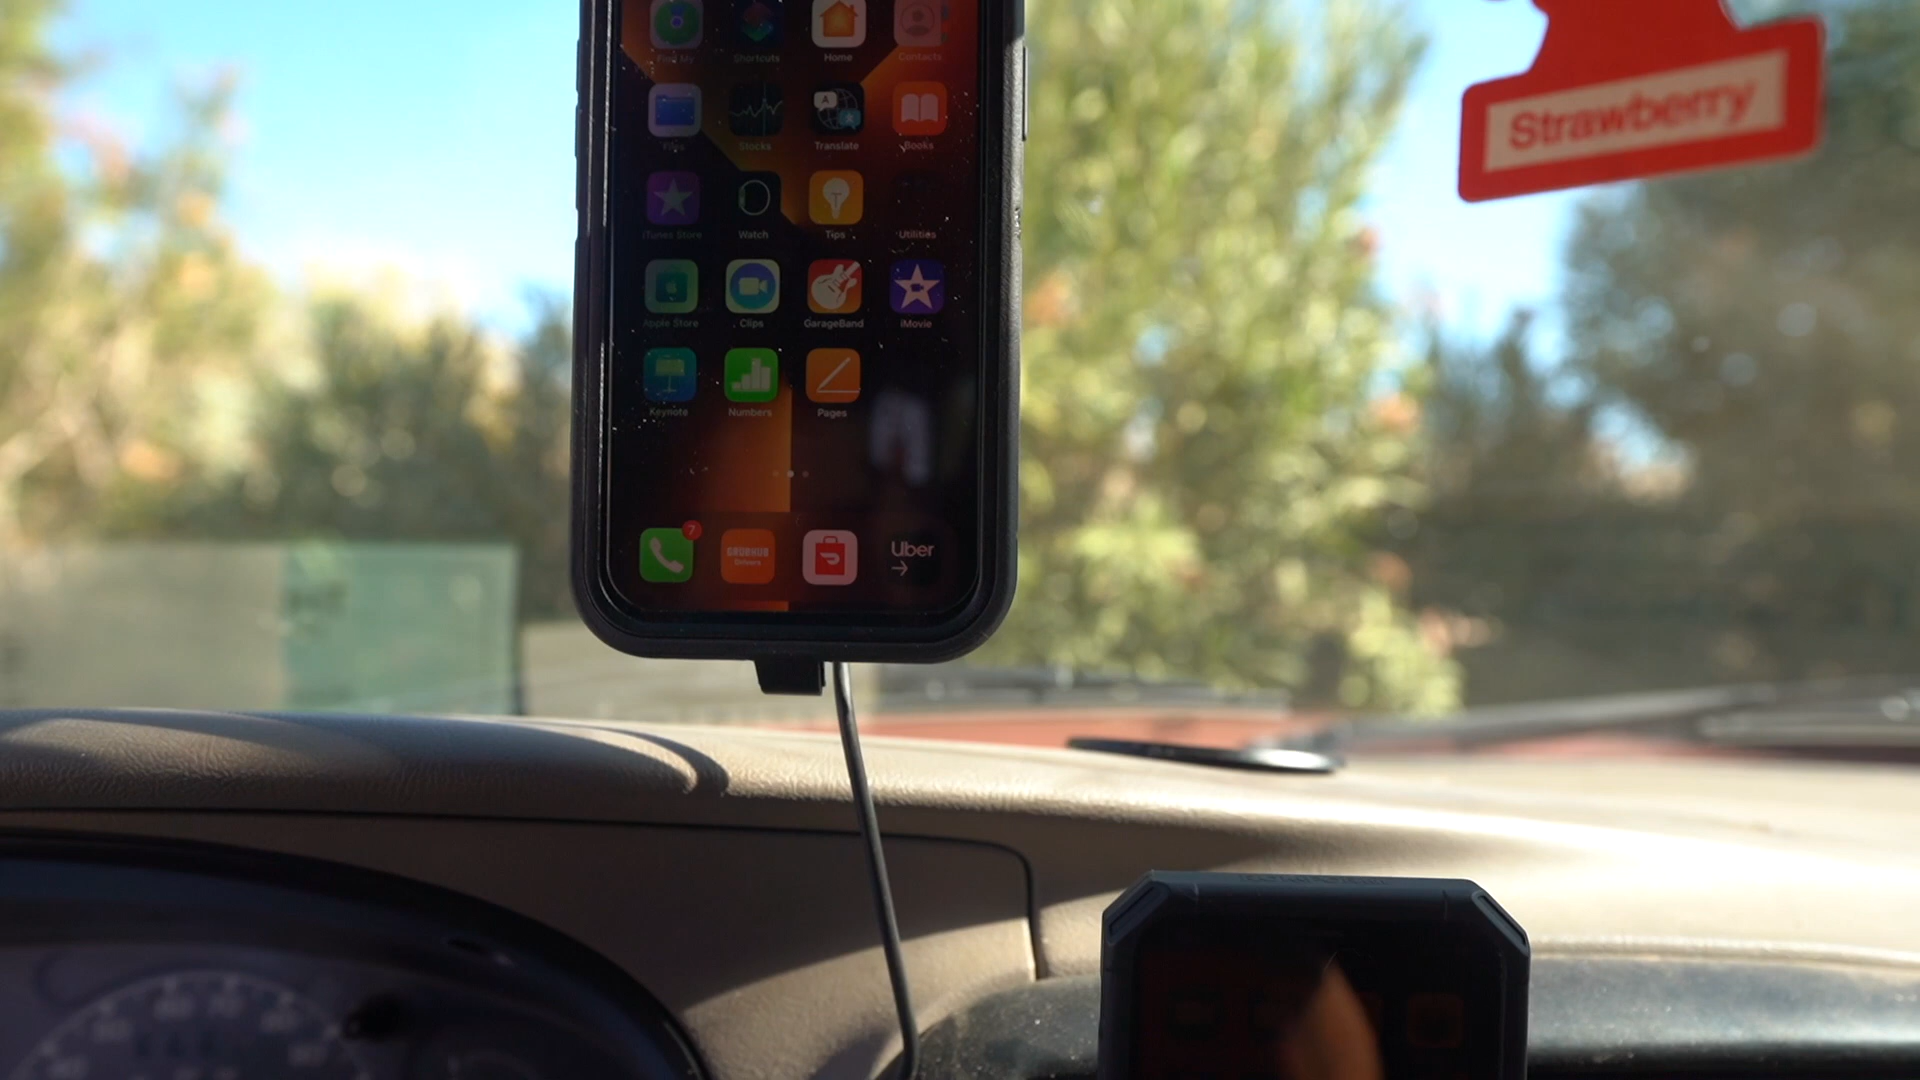 Find My Shortcuts Home Contacts
Strawberry
Files Stocks Translate Books
iTunes Store Watch Tips Utilities
Apple Store Clips GarageBand iMovie
Keynote Numbers Pages
7
GRUBHUB
Drivers
Uber